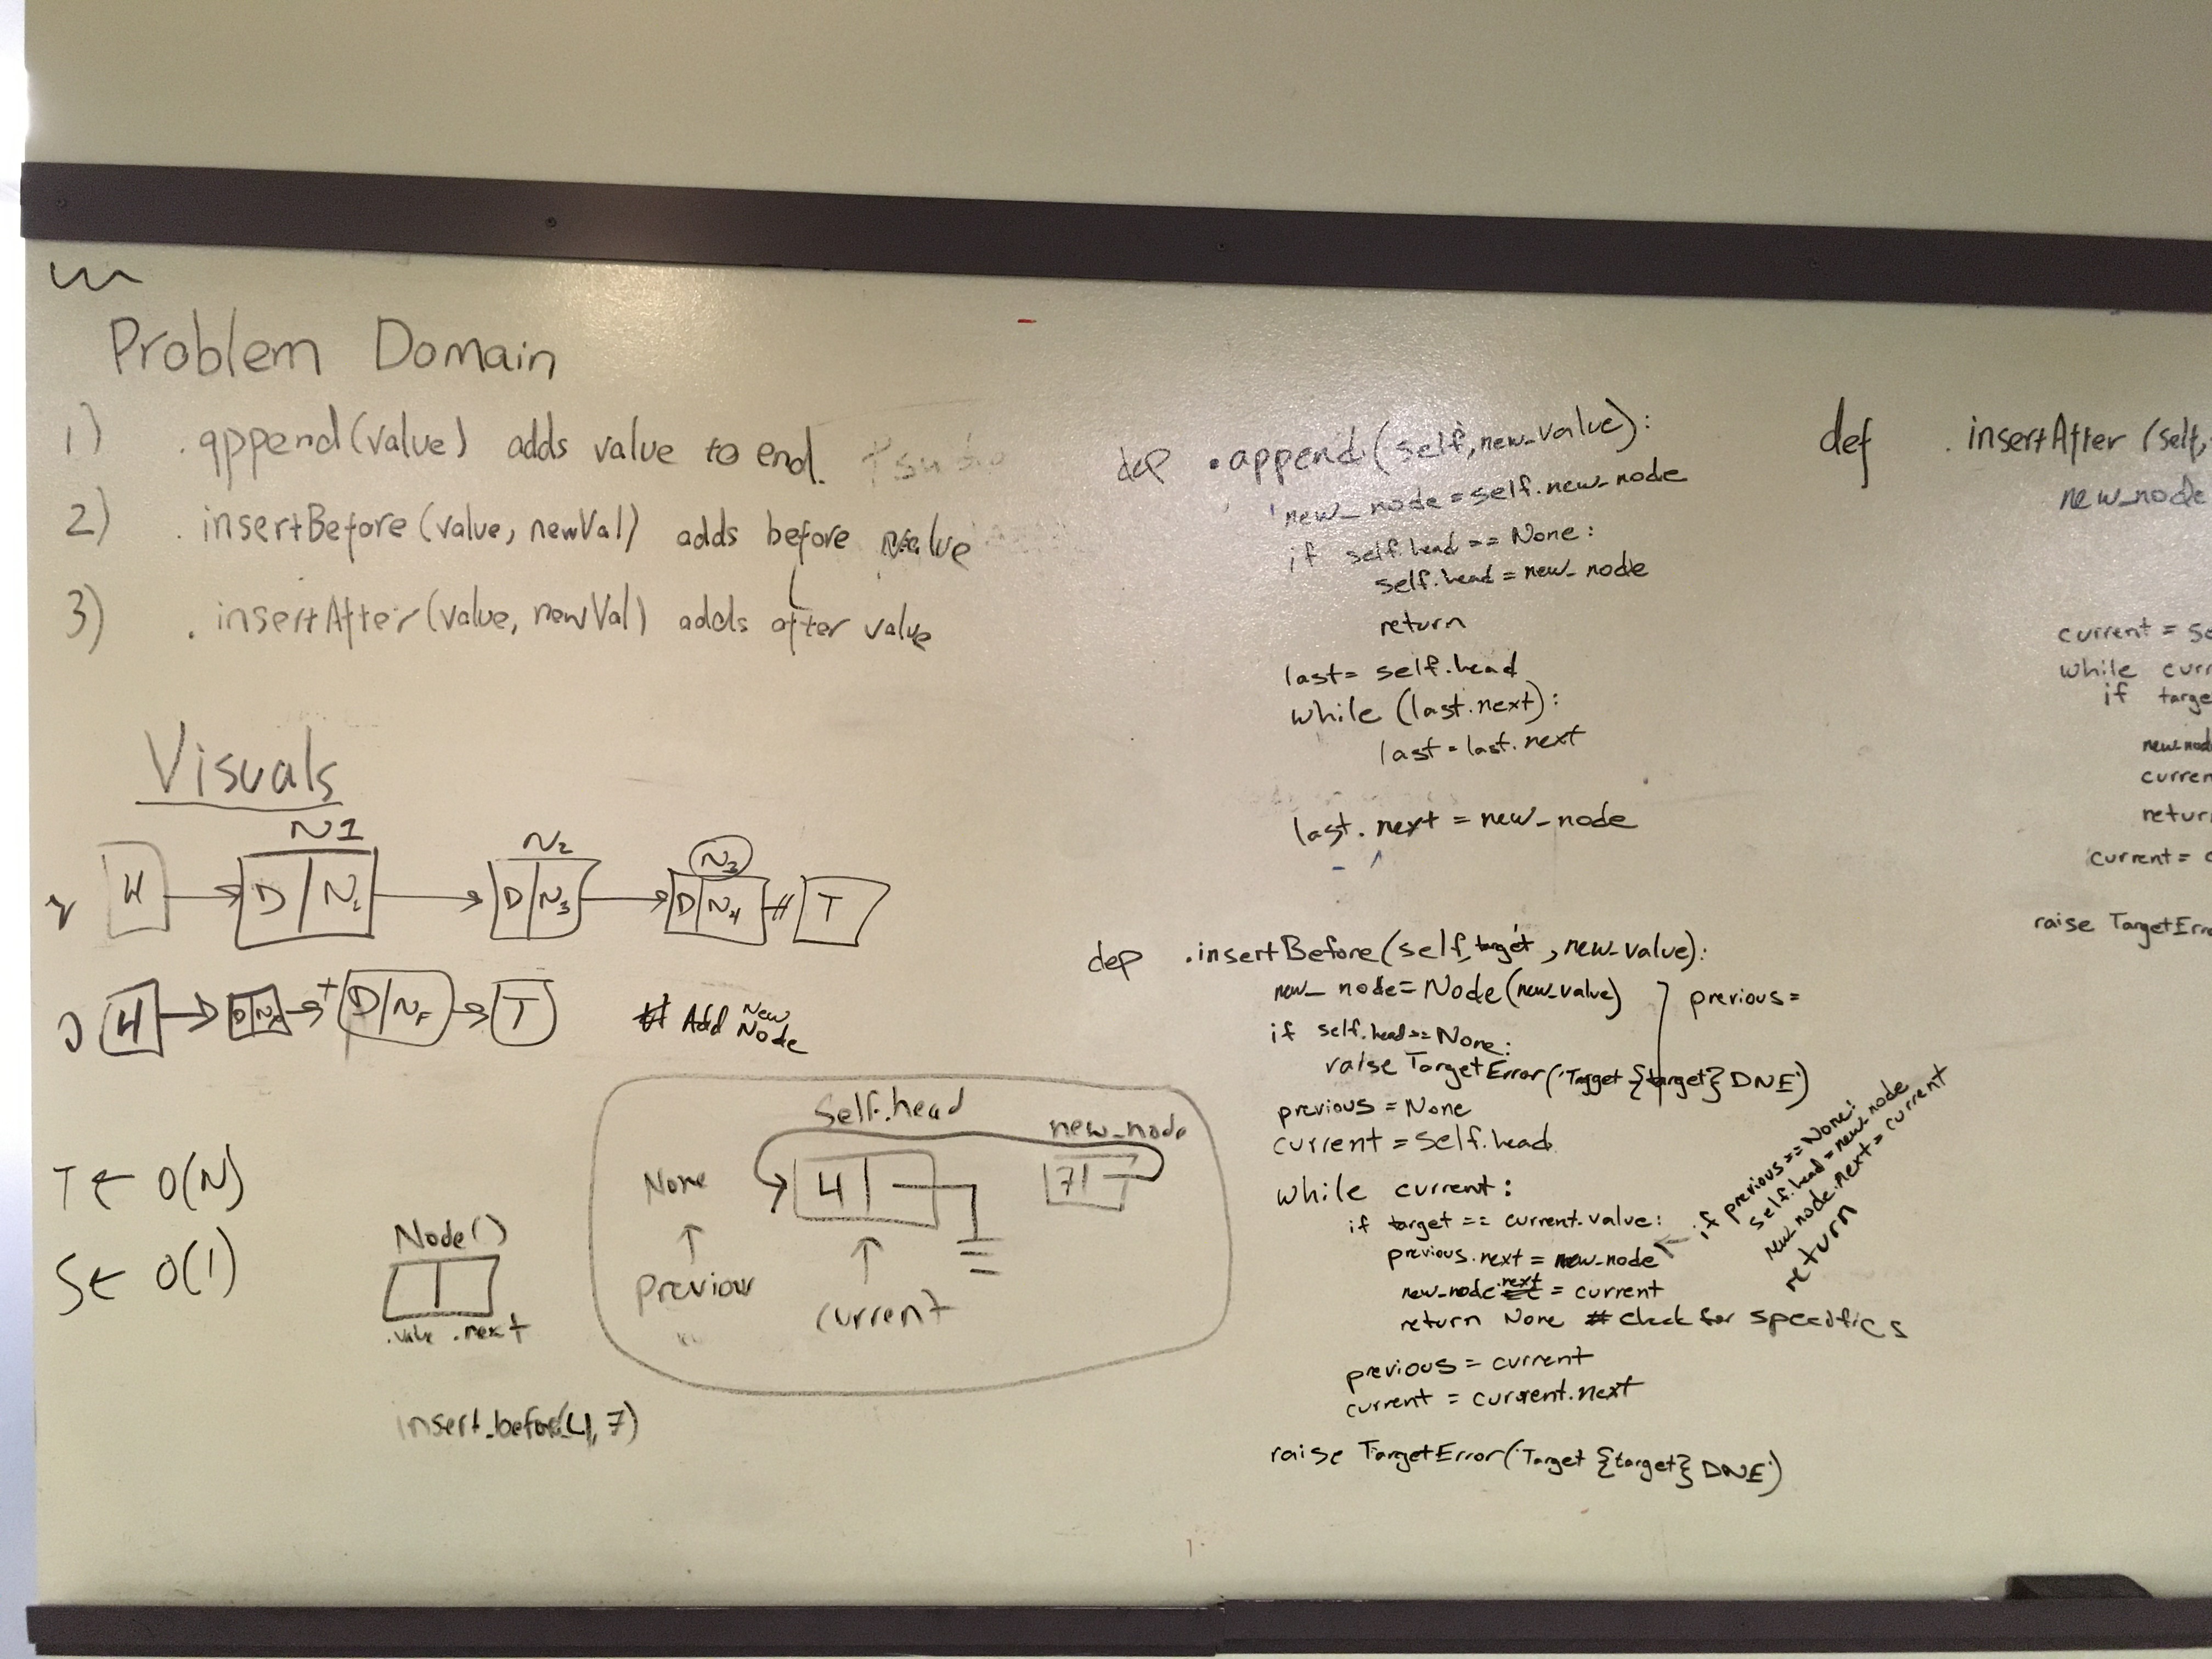 Problem Domain
1) .append(value) adds value to end.
2) .insertBefore(value, newVal) adds before value
3) .insertAfter(value, newVal) adds after value
Visuals
N1 N2 N3
H D N2 D N3 D N4 T
H D D NF T
# Add New Node
T ← O(N)
S ← O(1)
Node()
.value .next
self.head
new_node
None 4 7
Previous
current
insert_before(4, 7)
def .append(self, new_value):
new_node = self.new_node
if self.head == None:
self.head = new_node
return
last = self.head
while (last.next):
last = last.next
last.next = new_node
def .insertBefore(self, target, new_value):
new_node = Node(new_value) previous =
if self.head == None:
raise TargetError('Tagget {target} DNE')
previous = None
current = self.head
while current:
if target == current.value:
previous.next = new_node
new_node.next = current
return None # check for specifics
previous = current
current = current.next
raise TargetError('Target {target} DNE')
if previous == None:
self.head = new_node
new_node.next = current
return
def .insertAfter (self,
new_node
current = se
while curr
if targe
new_nod
curren
retur
current = c
raise TargetErro